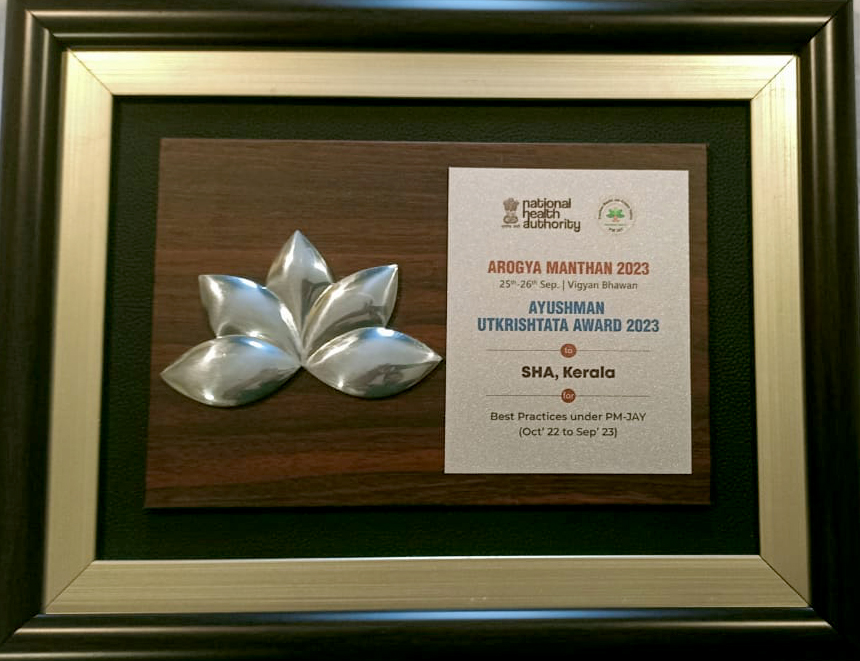 national
health
authority
AROGYA MANTHAN 2023
25th-26th Sep. | Vigyan Bhawan
AYUSHMAN
UTKRISHTATA AWARD 2023
to
SHA, Kerala
for
Best Practices under PM-JAY
(Oct' 22 to Sep' 23)